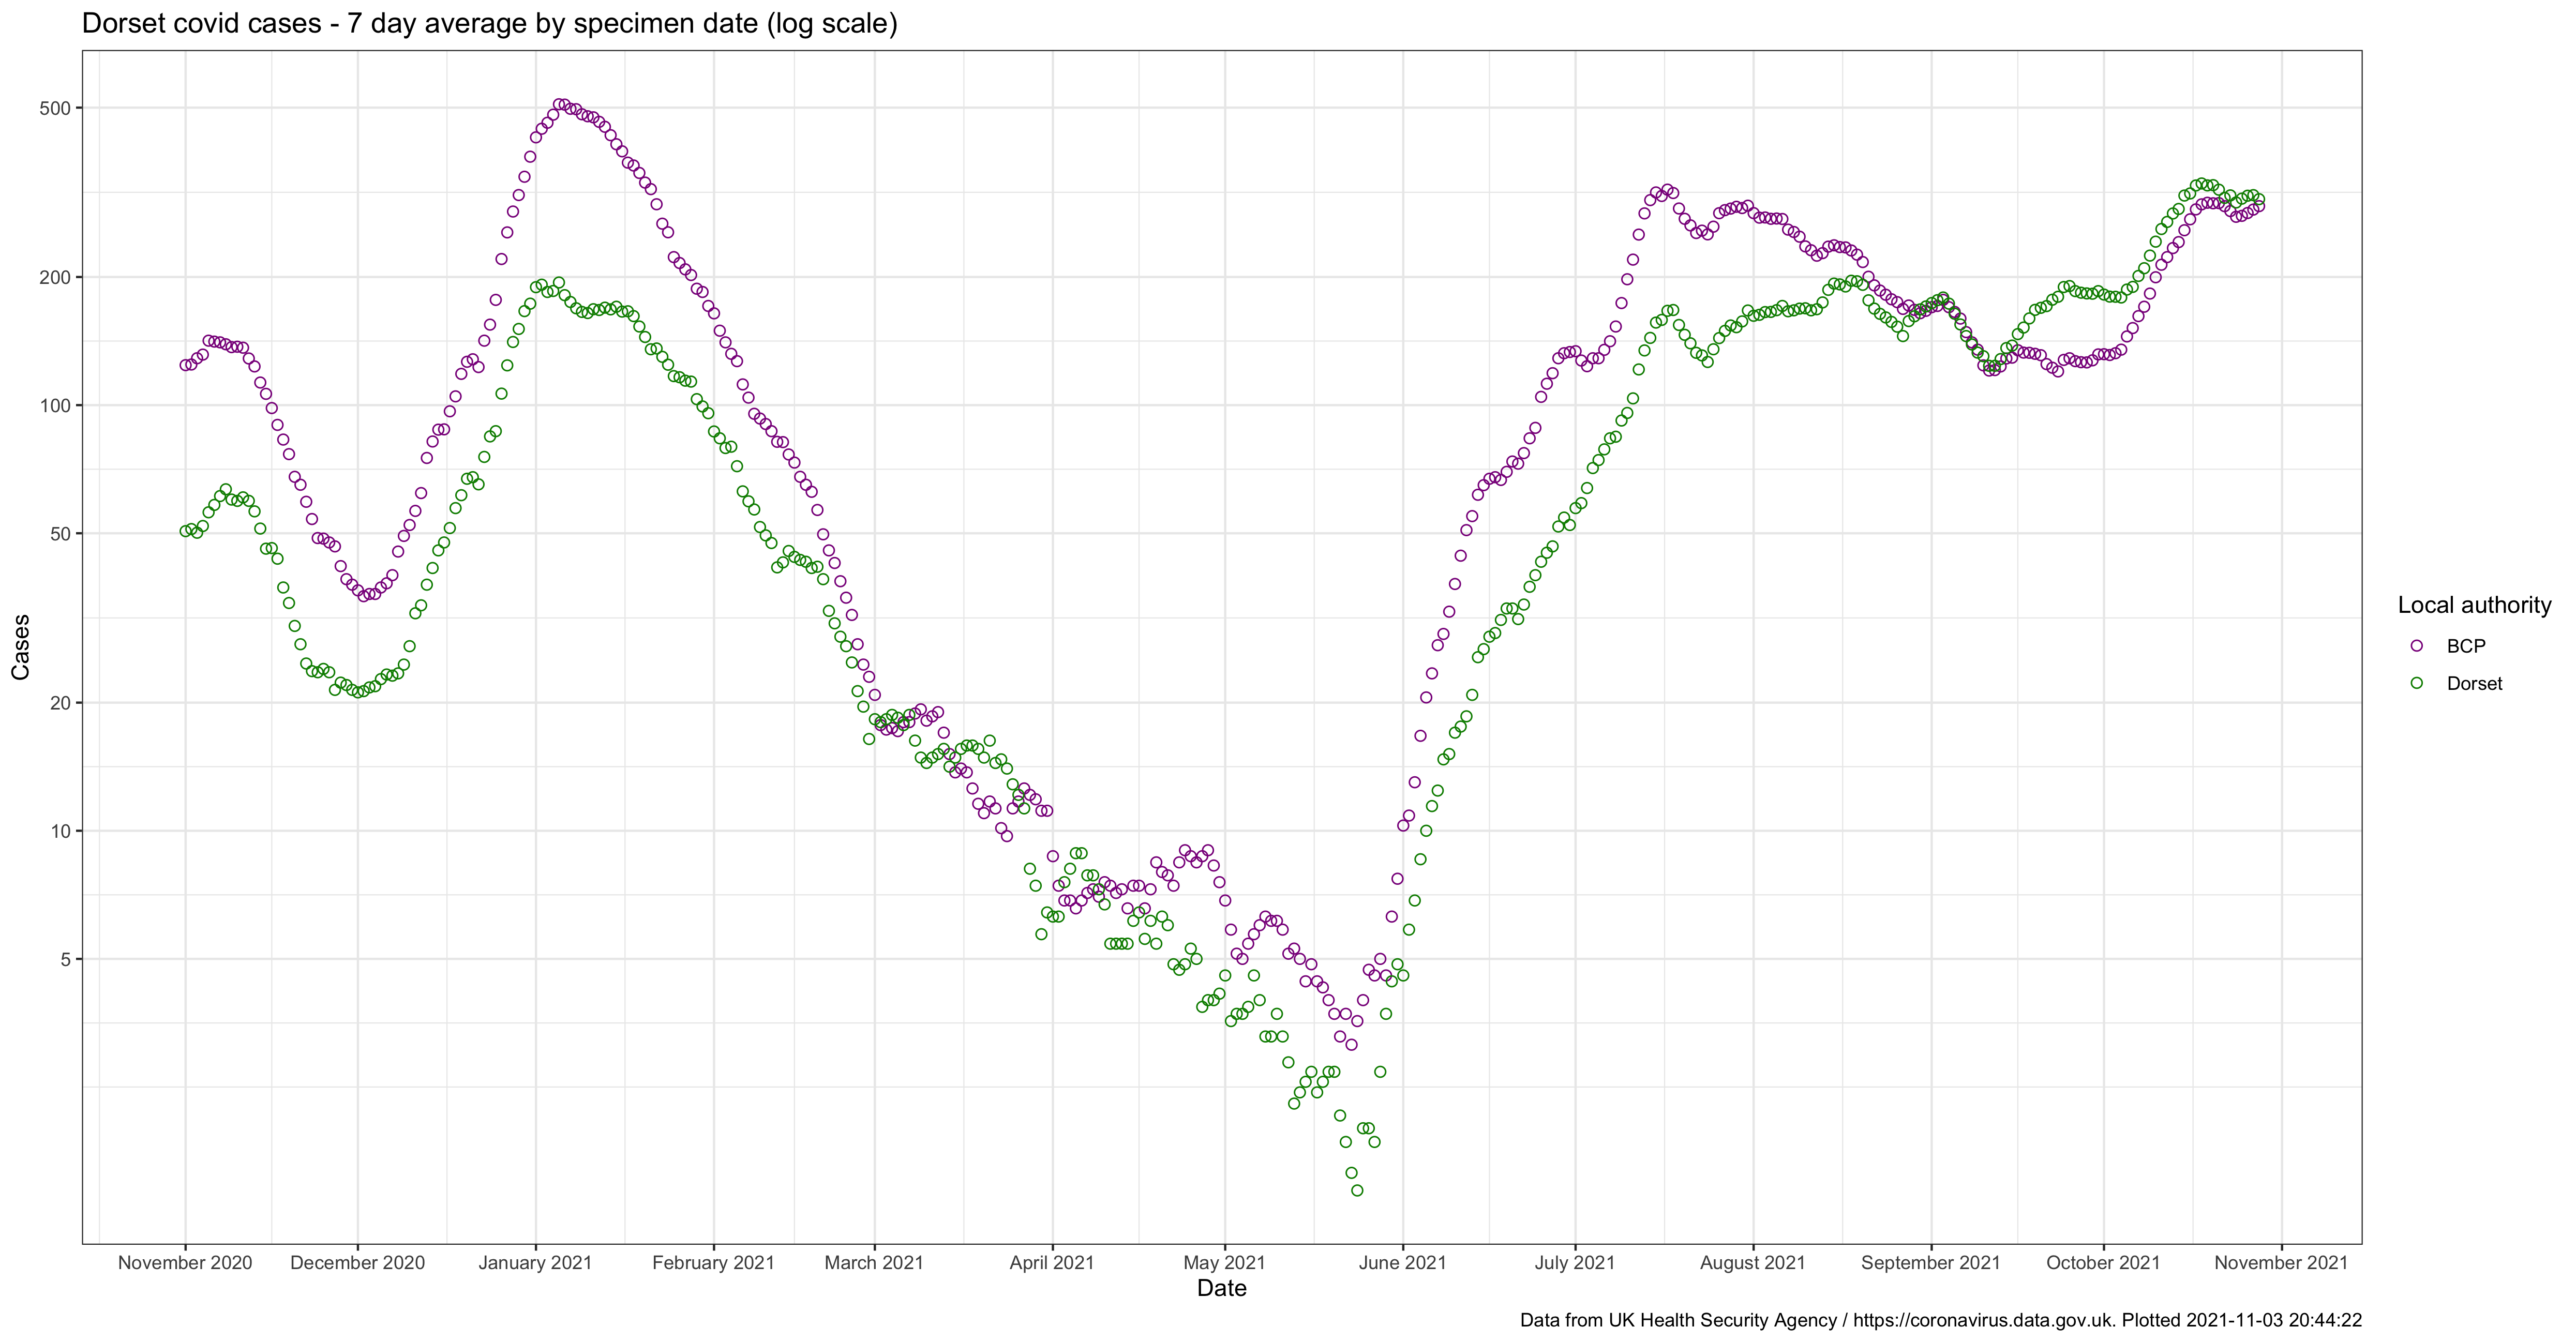 Dorset covid cases - 7 day average by specimen date (log scale)
500
200
100
50
20
10
5
Cases
November 2020 December 2020 January 2021 February 2021 March 2021 April 2021 May 2021 June 2021 July 2021 August 2021 September 2021 October 2021 November 2021
Date
Local authority
BCP
Dorset
Data from UK Health Security Agency / https://coronavirus.data.gov.uk. Plotted 2021-11-03 20:44:22